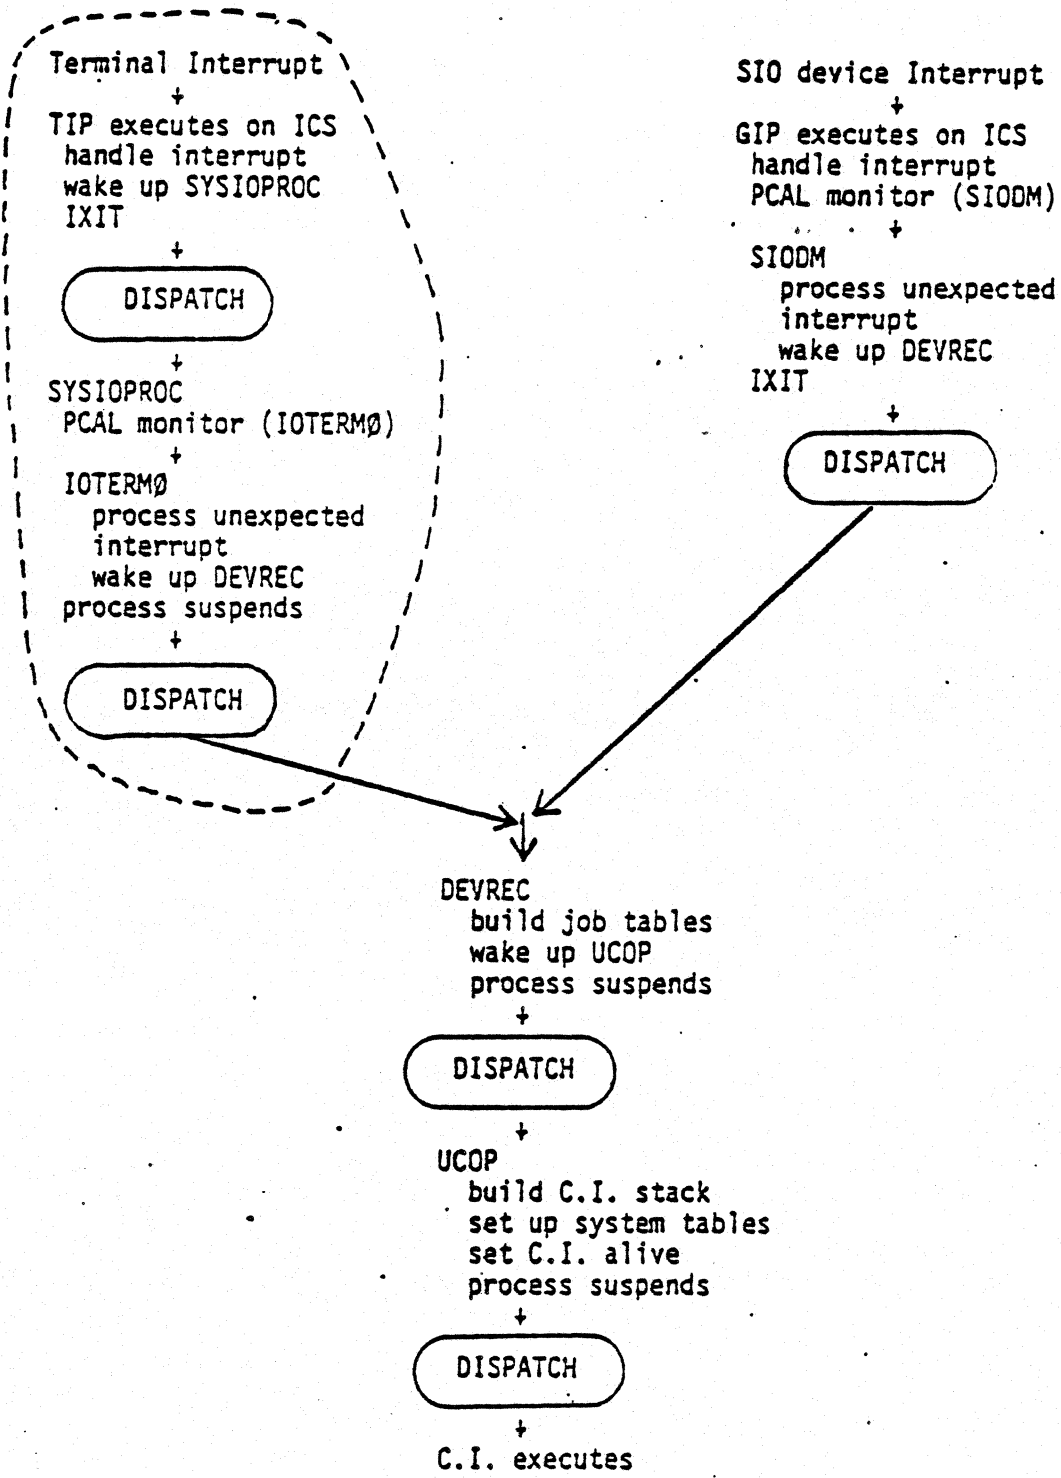 Terminal Interrupt
TIP executes on ICS
handle interrupt
wake up SYSIOPROC
IXIT
DISPATCH
SYSIOPROC
PCAL monitor (IOTERMØ)
IOTERMØ
process unexpected
interrupt
wake up DEVREC
process suspends
DISPATCH
SIO device Interrupt
GIP executes on ICS
handle interrupt
PCAL monitor (SIODM)
SIODM
process unexpected
interrupt
wake up DEVREC
IXIT
DISPATCH
DEVREC
build job tables
wake up UCOP
process suspends
DISPATCH
UCOP
build C.I. stack
set up system tables
set C.I. alive
process suspends
DISPATCH
C.I. executes